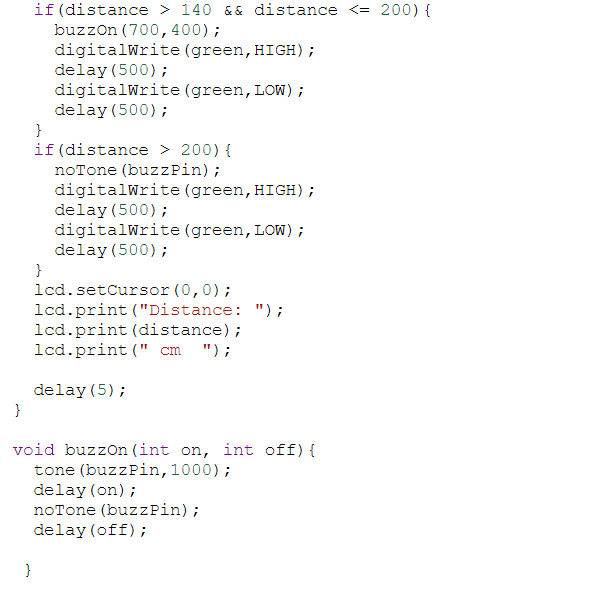 if(distance > 140 && distance <= 200){
buzzOn(700,400);
digitalWrite(green,HIGH);
delay(500);
digitalWrite(green,LOW);
delay(500);
}
if(distance > 200){
noTone(buzzPin);
digitalWrite(green,HIGH);
delay(500);
digitalWrite(green,LOW);
delay(500);
}
lcd.setCursor(0,0);
lcd.print("Distance: ");
lcd.print(distance);
lcd.print(" cm  ");
delay(5);
}
void buzzOn(int on, int off){
tone(buzzPin,1000);
delay(on);
noTone(buzzPin);
delay(off);
}